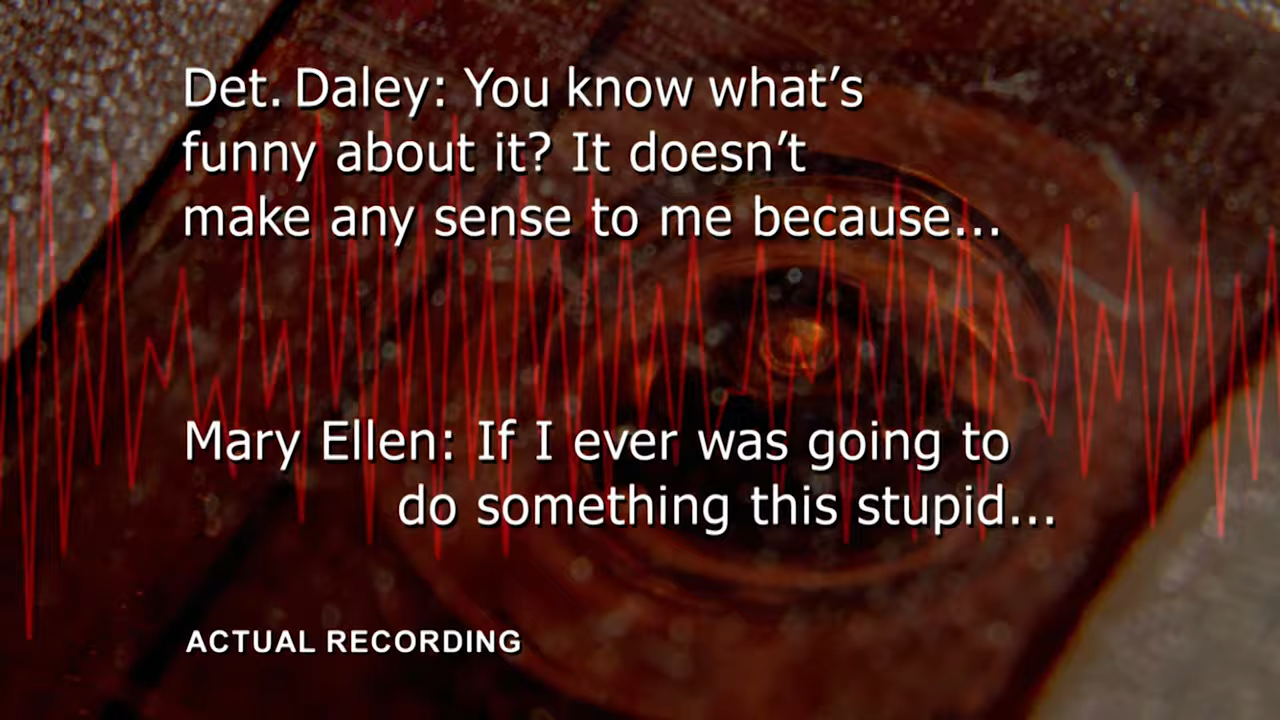 Det. Daley: You know what’s
funny about it? It doesn’t
make any sense to me because...
Mary Ellen: If I ever was going to
do something this stupid...
ACTUAL RECORDING